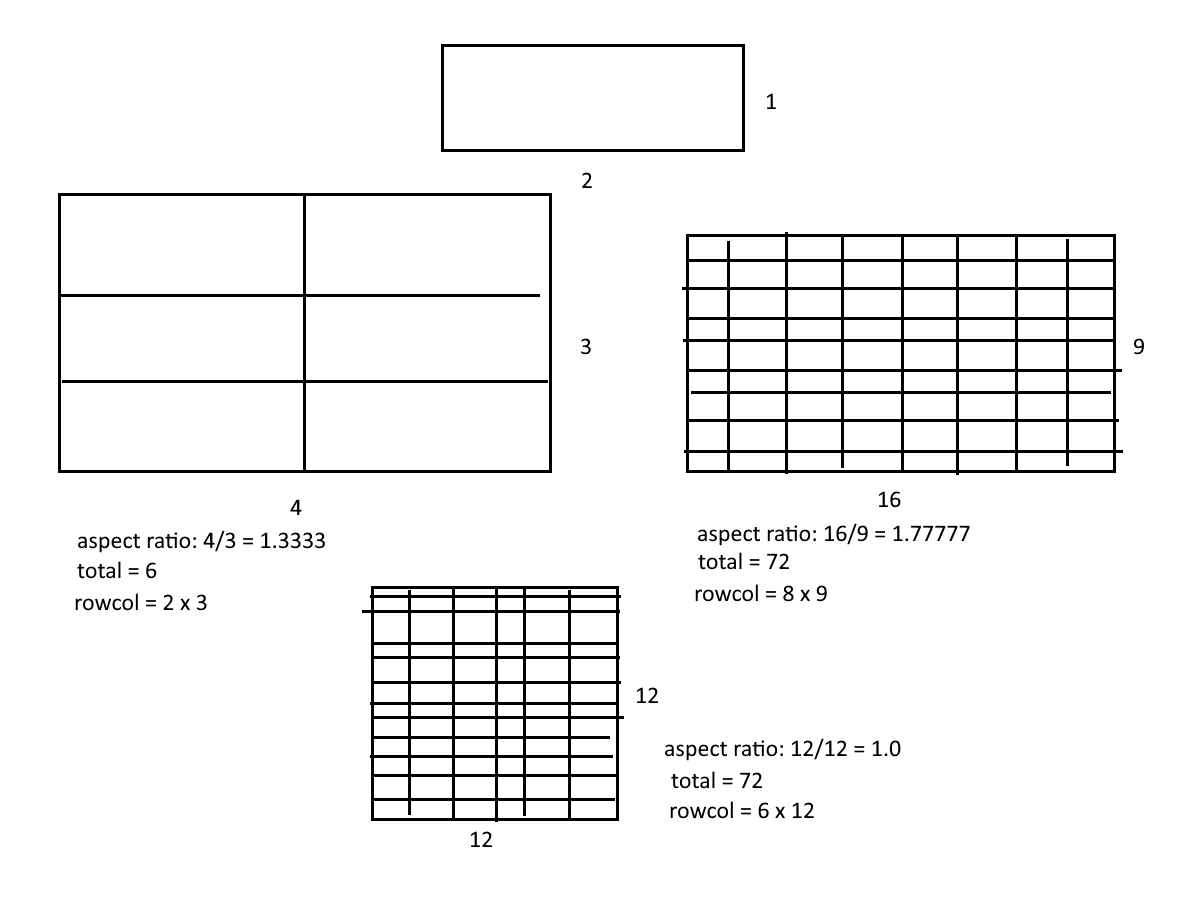 1
2
3
4
aspect ratio: 4/3 = 1.3333
total = 6
rowcol = 2 x 3
9
16
aspect ratio: 16/9 = 1.77777
total = 72
rowcol = 8 x 9
12
12
aspect ratio: 12/12 = 1.0
total = 72
rowcol = 6 x 12